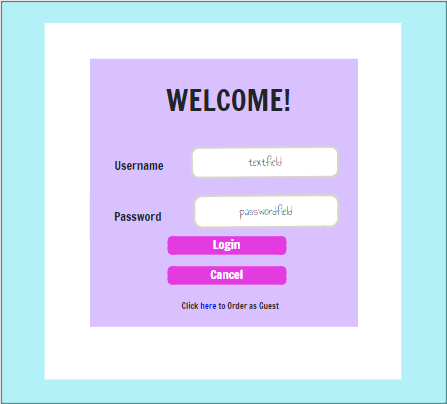 WELCOME!
Username textfield
Password passwordfield
Login
Cancel
Click here to Order as Guest